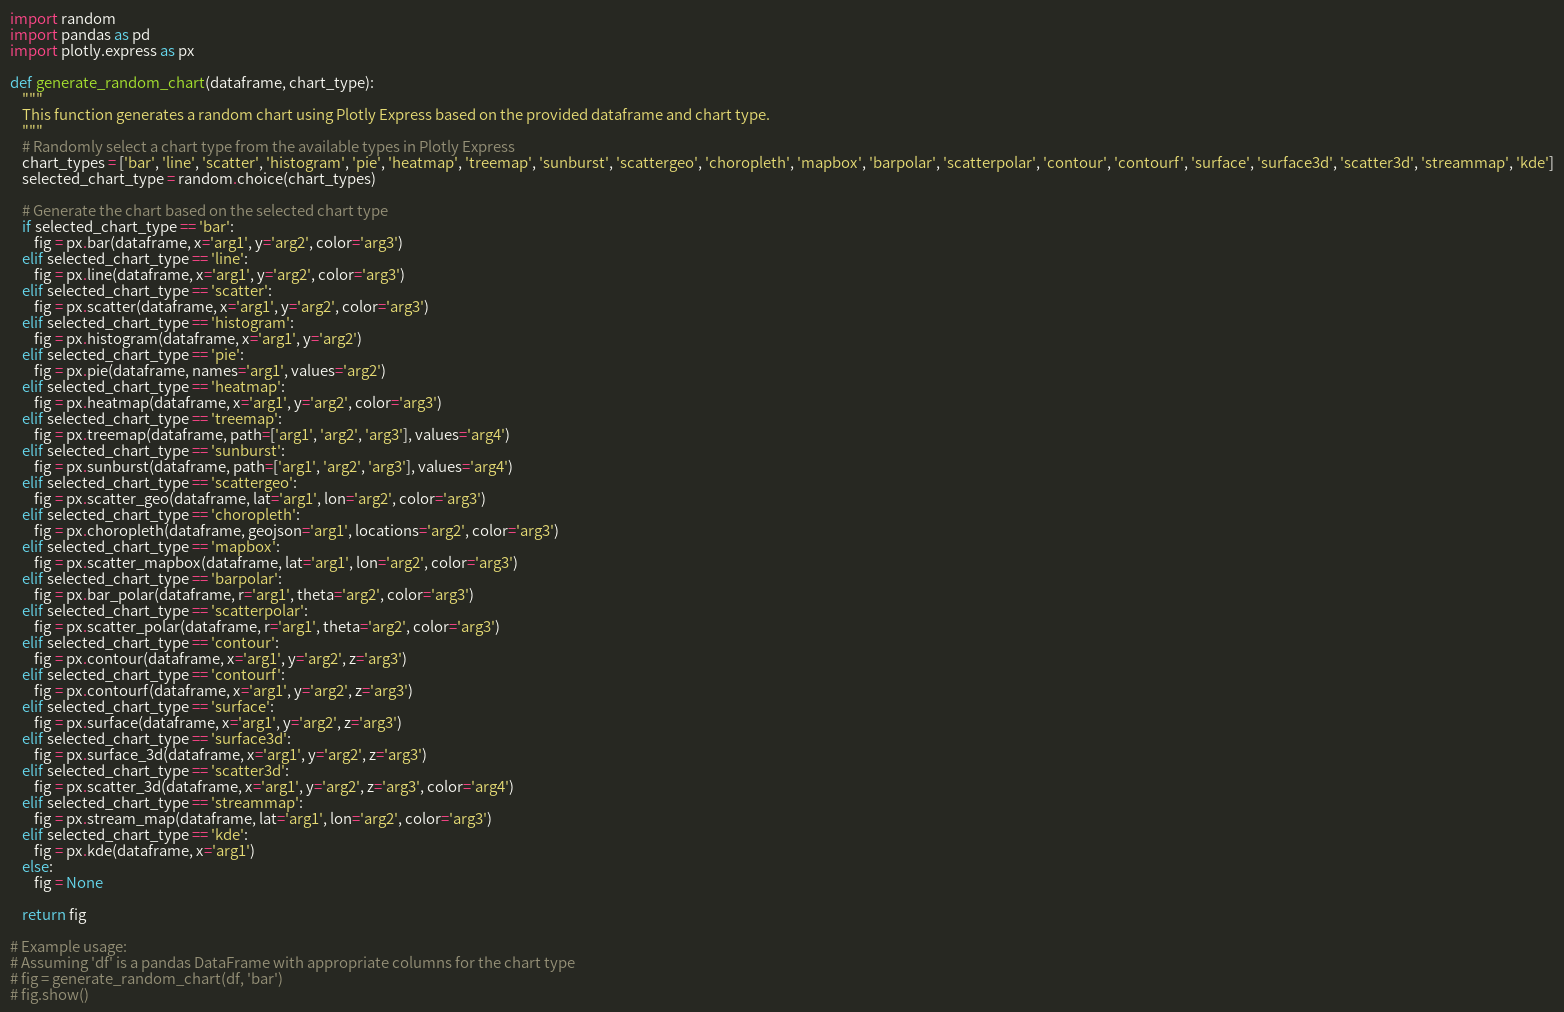 import random
import pandas as pd
import plotly.express as px
def generate_random_chart(dataframe, chart_type):
"""
This function generates a random chart using Plotly Express based on the provided dataframe and chart type.
"""
# Randomly select a chart type from the available types in Plotly Express
chart_types = ['bar', 'line', 'scatter', 'histogram', 'pie', 'heatmap', 'treemap', 'sunburst', 'scattergeo', 'choropleth', 'mapbox', 'barpolar', 'scatterpolar', 'contour', 'contourf', 'surface', 'surface3d', 'scatter3d', 'streammap', 'kde']
selected_chart_type = random.choice(chart_types)
# Generate the chart based on the selected chart type
if selected_chart_type == 'bar':
fig = px.bar(dataframe, x='arg1', y='arg2', color='arg3')
elif selected_chart_type == 'line':
fig = px.line(dataframe, x='arg1', y='arg2', color='arg3')
elif selected_chart_type == 'scatter':
fig = px.scatter(dataframe, x='arg1', y='arg2', color='arg3')
elif selected_chart_type == 'histogram':
fig = px.histogram(dataframe, x='arg1', y='arg2')
elif selected_chart_type == 'pie':
fig = px.pie(dataframe, names='arg1', values='arg2')
elif selected_chart_type == 'heatmap':
fig = px.heatmap(dataframe, x='arg1', y='arg2', color='arg3')
elif selected_chart_type == 'treemap':
fig = px.treemap(dataframe, path=['arg1', 'arg2', 'arg3'], values='arg4')
elif selected_chart_type == 'sunburst':
fig = px.sunburst(dataframe, path=['arg1', 'arg2', 'arg3'], values='arg4')
elif selected_chart_type == 'scattergeo':
fig = px.scatter_geo(dataframe, lat='arg1', lon='arg2', color='arg3')
elif selected_chart_type == 'choropleth':
fig = px.choropleth(dataframe, geojson='arg1', locations='arg2', color='arg3')
elif selected_chart_type == 'mapbox':
fig = px.scatter_mapbox(dataframe, lat='arg1', lon='arg2', color='arg3')
elif selected_chart_type == 'barpolar':
fig = px.bar_polar(dataframe, r='arg1', theta='arg2', color='arg3')
elif selected_chart_type == 'scatterpolar':
fig = px.scatter_polar(dataframe, r='arg1', theta='arg2', color='arg3')
elif selected_chart_type == 'contour':
fig = px.contour(dataframe, x='arg1', y='arg2', z='arg3')
elif selected_chart_type == 'contourf':
fig = px.contourf(dataframe, x='arg1', y='arg2', z='arg3')
elif selected_chart_type == 'surface':
fig = px.surface(dataframe, x='arg1', y='arg2', z='arg3')
elif selected_chart_type == 'surface3d':
fig = px.surface_3d(dataframe, x='arg1', y='arg2', z='arg3')
elif selected_chart_type == 'scatter3d':
fig = px.scatter_3d(dataframe, x='arg1', y='arg2', z='arg3', color='arg4')
elif selected_chart_type == 'streammap':
fig = px.stream_map(dataframe, lat='arg1', lon='arg2', color='arg3')
elif selected_chart_type == 'kde':
fig = px.kde(dataframe, x='arg1')
else:
fig = None
return fig
# Example usage:
# Assuming 'df' is a pandas DataFrame with appropriate columns for the chart type
# fig = generate_random_chart(df, 'bar')
# fig.show()